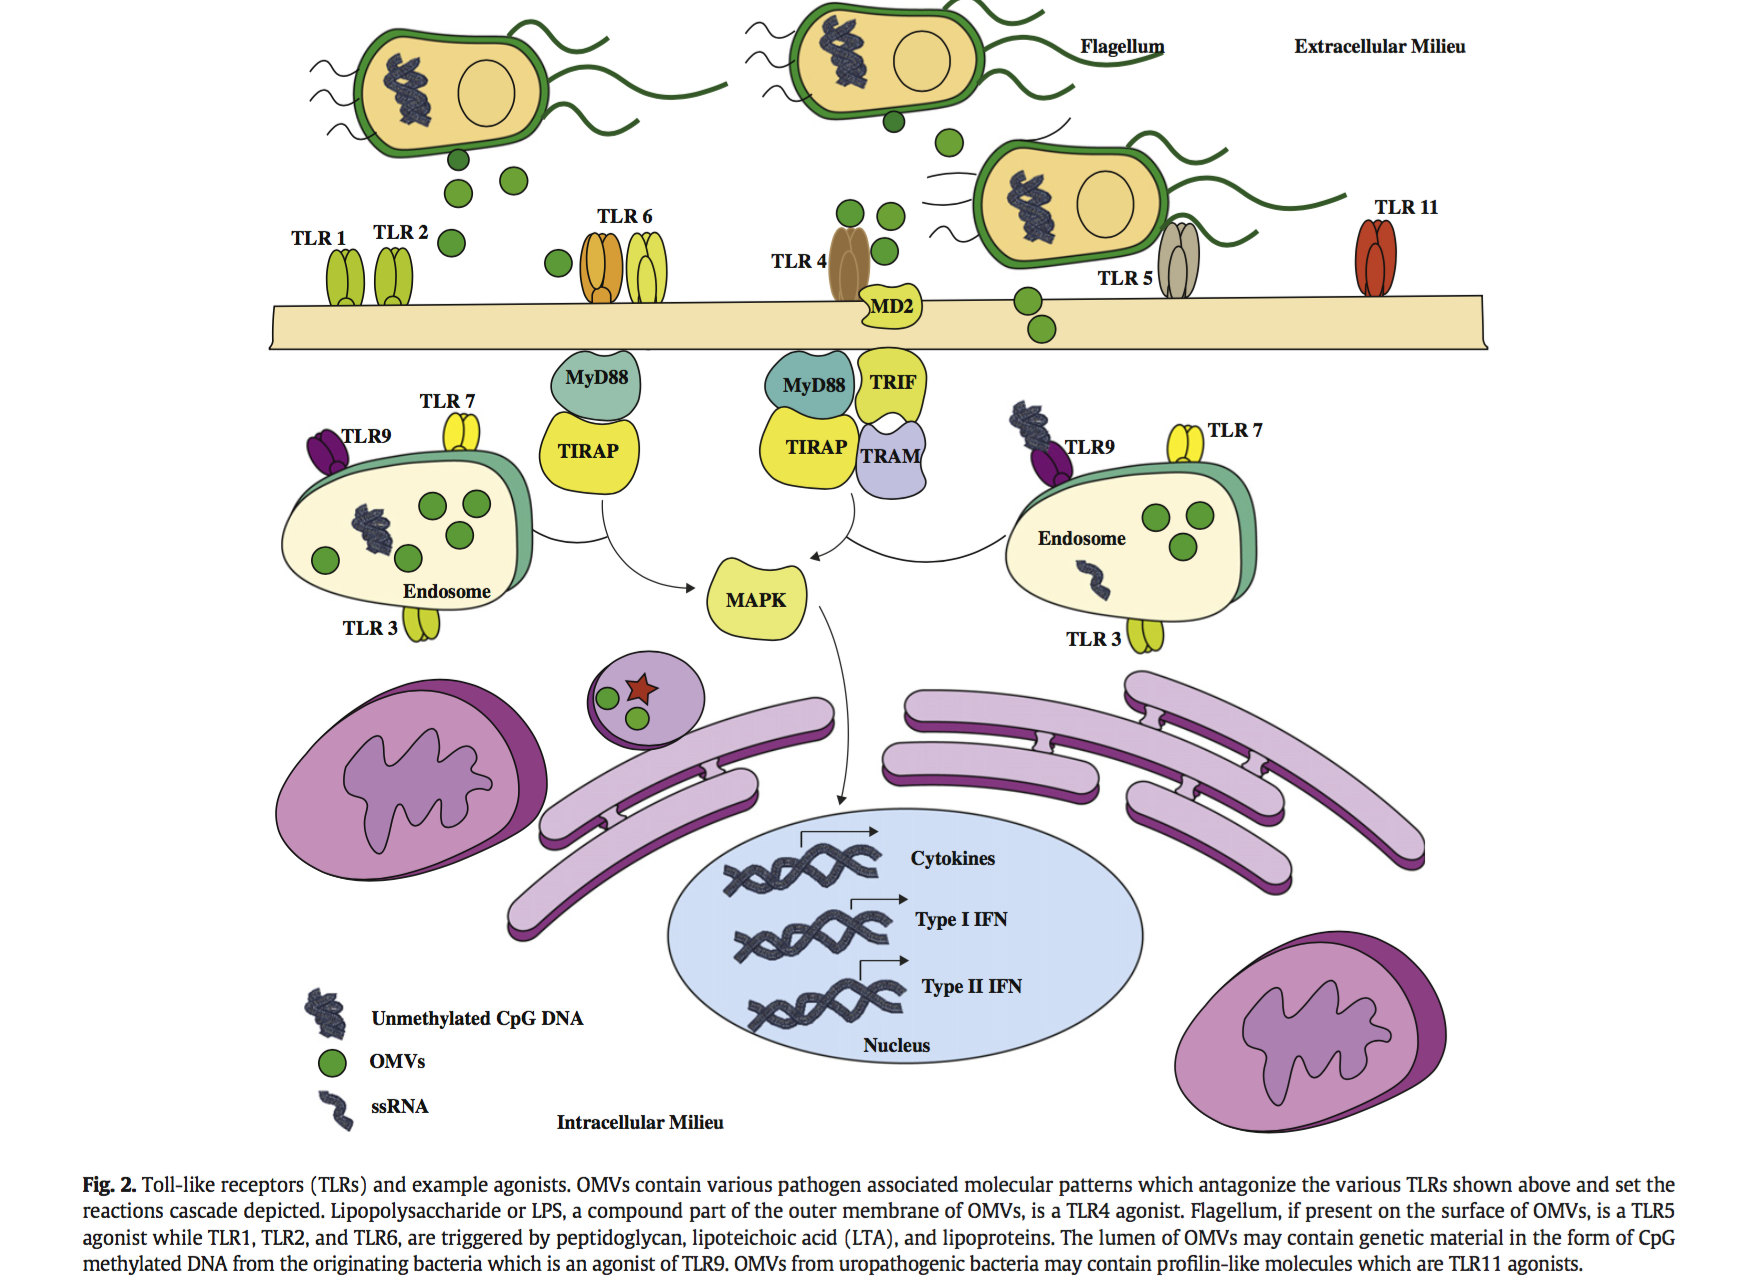 Flagellum
Extracellular Milieu
TLR 1
TLR 2
TLR 6
TLR 4
MD2
TLR 5
TLR 11
MyD88
TIRAP
MyD88
TRIF
TIRAP
TRAM
TLR 7
TLR9
Endosome
TLR 3
TLR9
TLR 7
Endosome
TLR 3
MAPK
Cytokines
Type I IFN
Type II IFN
Nucleus
Unmethylated CpG DNA
OMVs
ssRNA
Intracellular Milieu
Fig. 2. Toll-like receptors (TLRs) and example agonists. OMVs contain various pathogen associated molecular patterns which antagonize the various TLRs shown above and set the
reactions cascade depicted. Lipopolysaccharide or LPS, a compound part of the outer membrane of OMVs, is a TLR4 agonist. Flagellum, if present on the surface of OMVs, is a TLR5
agonist while TLR1, TLR2, and TLR6, are triggered by peptidoglycan, lipoteichoic acid (LTA), and lipoproteins. The lumen of OMVs may contain genetic material in the form of CpG
methylated DNA from the originating bacteria which is an agonist of TLR9. OMVs from uropathogenic bacteria may contain profilin-like molecules which are TLR11 agonists.